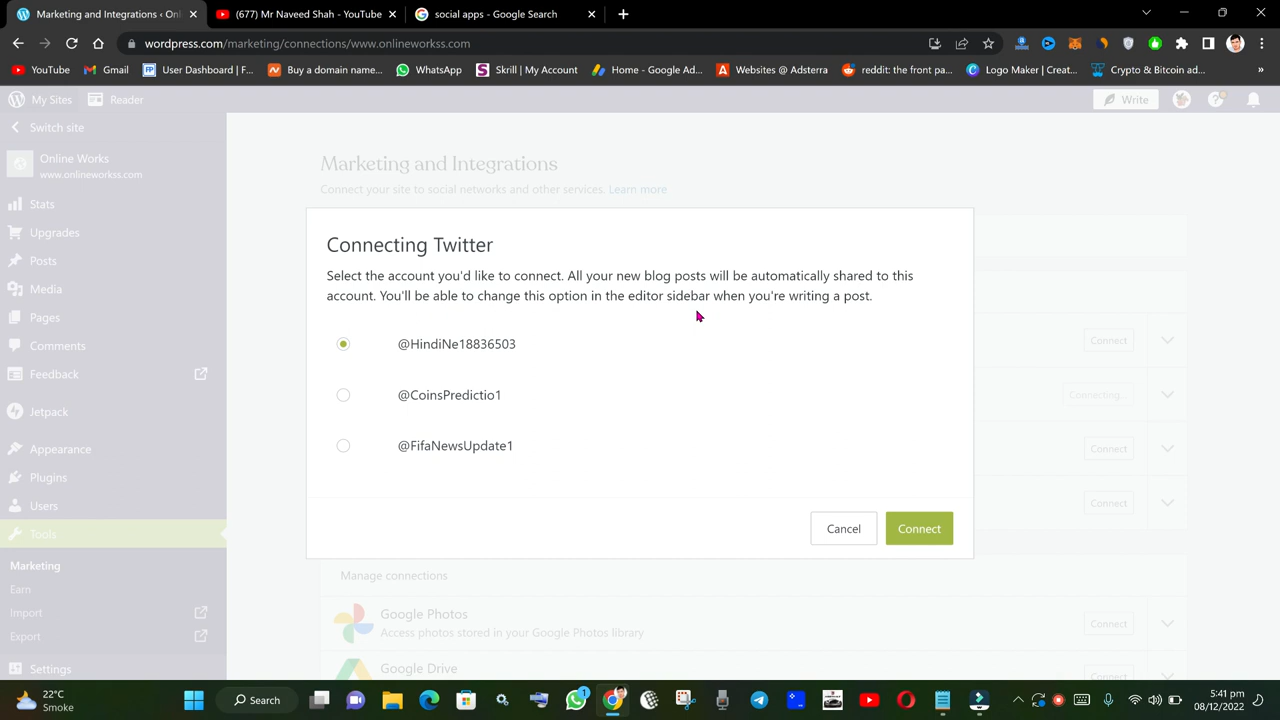 Marketing and Integrations ‹ Onl
(677) Mr Naveed Shah - YouTube
social apps - Google Search
wordpress.com/marketing/connections/www.onlineworkss.com
YouTube
Gmail
User Dashboard | F...
Buy a domain name...
WhatsApp
Skrill | My Account
Home - Google Ad...
Websites @ Adsterra
reddit: the front pa...
Logo Maker | Creat...
Crypto & Bitcoin ad...
»
My Sites
Reader
Write
Switch site
Online Works
www.onlineworkss.com
Stats
Upgrades
Posts
Media
Pages
Comments
Feedback
Jetpack
Appearance
Plugins
Users
Tools
Marketing
Earn
Import
Export
Settings
Marketing and Integrations
Connect your site to social networks and other services. Learn more
Connecting Twitter
Select the account you'd like to connect. All your new blog posts will be automatically shared to this
account. You'll be able to change this option in the editor sidebar when you're writing a post.
@HindiNe18836503
@CoinsPredictio1
@FifaNewsUpdate1
Cancel
Connect
Connect
Connecting...
Connect
Connect
Manage connections
Google Photos
Access photos stored in your Google Photos library
Connect
Google Drive
Connect
22°C
Smoke
Search
1
5:41 pm
08/12/2022